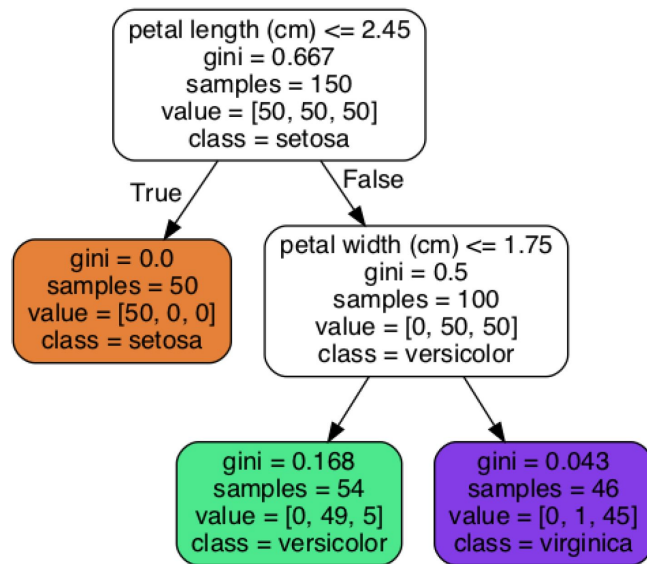 petal length (cm) <= 2.45
gini = 0.667
samples = 150
value = [50, 50, 50]
class = setosa
True
False
gini = 0.0
samples = 50
value = [50, 0, 0]
class = setosa
petal width (cm) <= 1.75
gini = 0.5
samples = 100
value = [0, 50, 50]
class = versicolor
gini = 0.168
samples = 54
value = [0, 49, 5]
class = versicolor
gini = 0.043
samples = 46
value = [0, 1, 45]
class = virginica